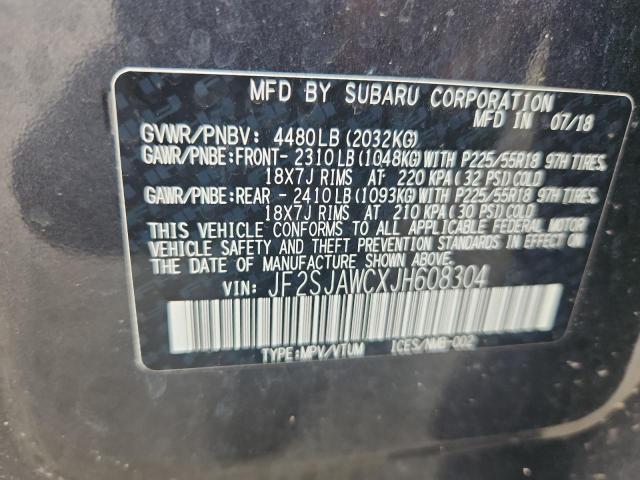 MFD BY SUBARU CORPORATION
MFD IN 07/18
GVWR/PNBV: 4480LB (2032KG)
GAWR/PNBE:FRONT- 2310LB (1048KG)WITH P225/55R18 97H TIRES,
18X7J RIMS AT 220 KPA( 32 PSI)COLD
GAWR/PNBE:REAR - 2410LB (1093KG)WITH P225/55R18 97H TIRES,
18X7J RIMS AT 210 KPA( 30 PSI)COLD
THIS VEHICLE CONFORMS TO ALL APPLICABLE FEDERAL MOTOR
VEHICLE SAFETY AND THEFT PREVENTION STANDARDS IN EFFECT ON
THE DATE OF MANUFACTURE SHOWN ABOVE.
VIN: JF2SJAWCXJH608304
TYPE:MPV/VTUM ICES/NMB-002